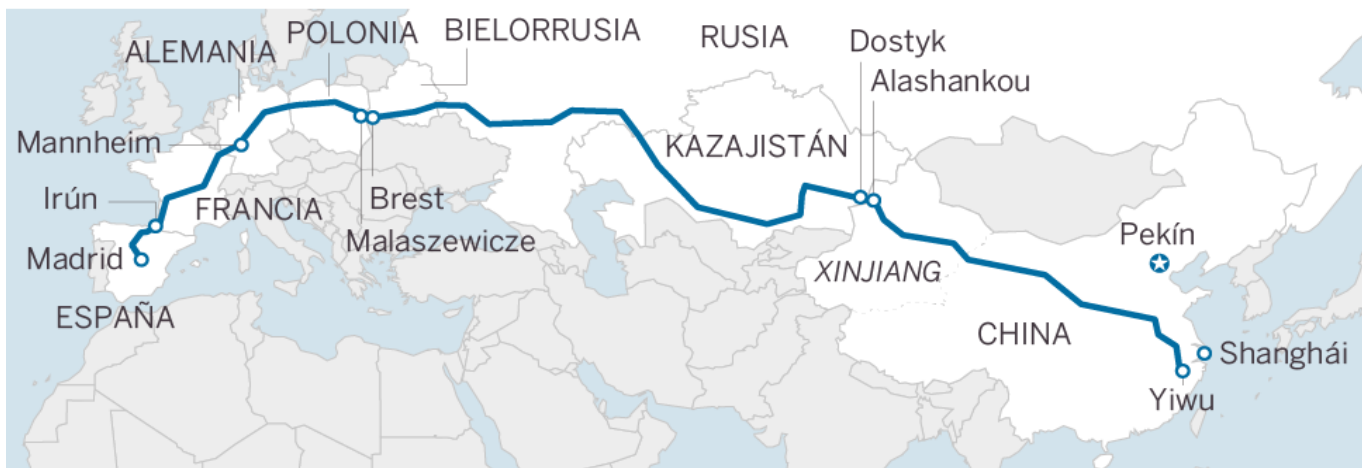 POLONIA
BIELORRUSIA
RUSIA
Dostyk
ALEMANIA
Alashankou
Mannheim
KAZAJISTÁN
Irún
FRANCIA
Brest
Malaszewicze
Pekín
Madrid
XINJIANG
ESPAÑA
CHINA
Shanghái
Yiwu